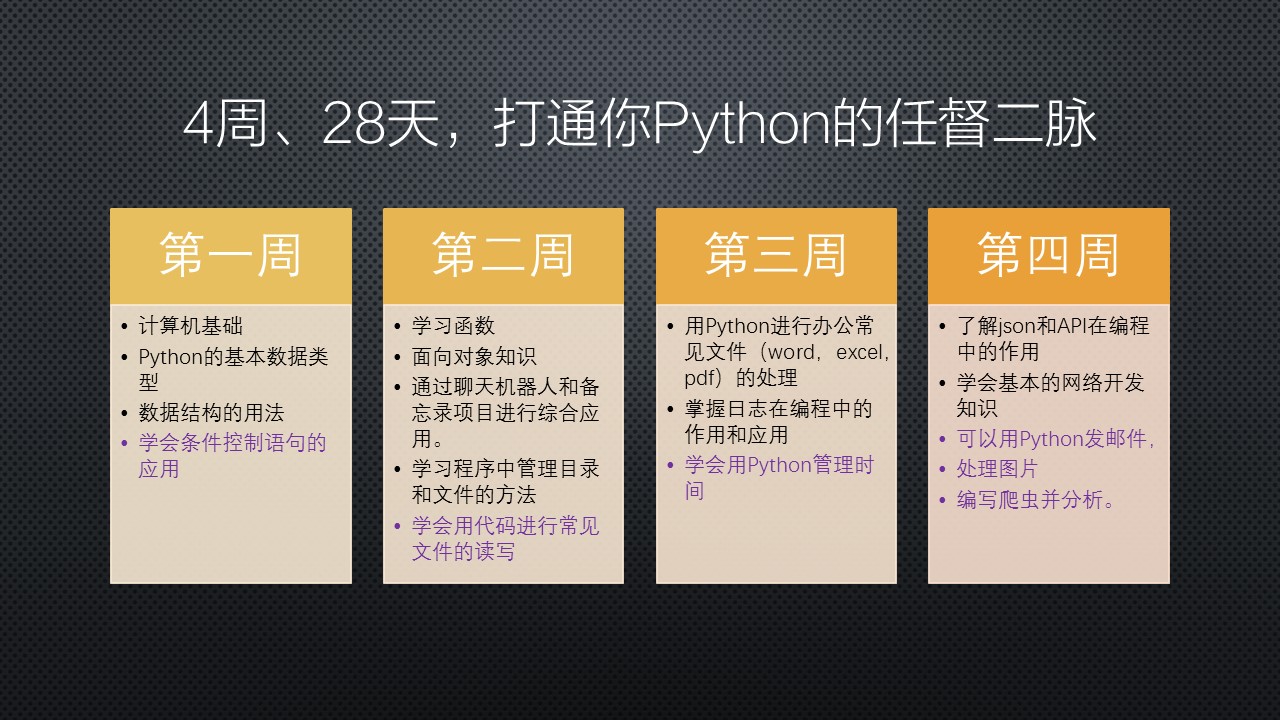 4周、28天，打通你Python的任督二脉
第一周
• 计算机基础
• Python的基本数据类
型
• 数据结构的用法
• 学会条件控制语句的
应用
第二周
• 学习函数
• 面向对象知识
• 通过聊天机器人和备
忘录项目进行综合应
用。
• 学习程序中管理目录
和文件的方法
• 学会用代码进行常见
文件的读写
第三周
• 用Python进行办公常
见文件（word，excel,
pdf）的处理
• 掌握日志在编程中的
作用和应用
• 学会用Python管理时
间
第四周
• 了解json和API在编程
中的作用
• 学会基本的网络开发
知识
• 可以用Python发邮件,
• 处理图片
• 编写爬虫并分析。